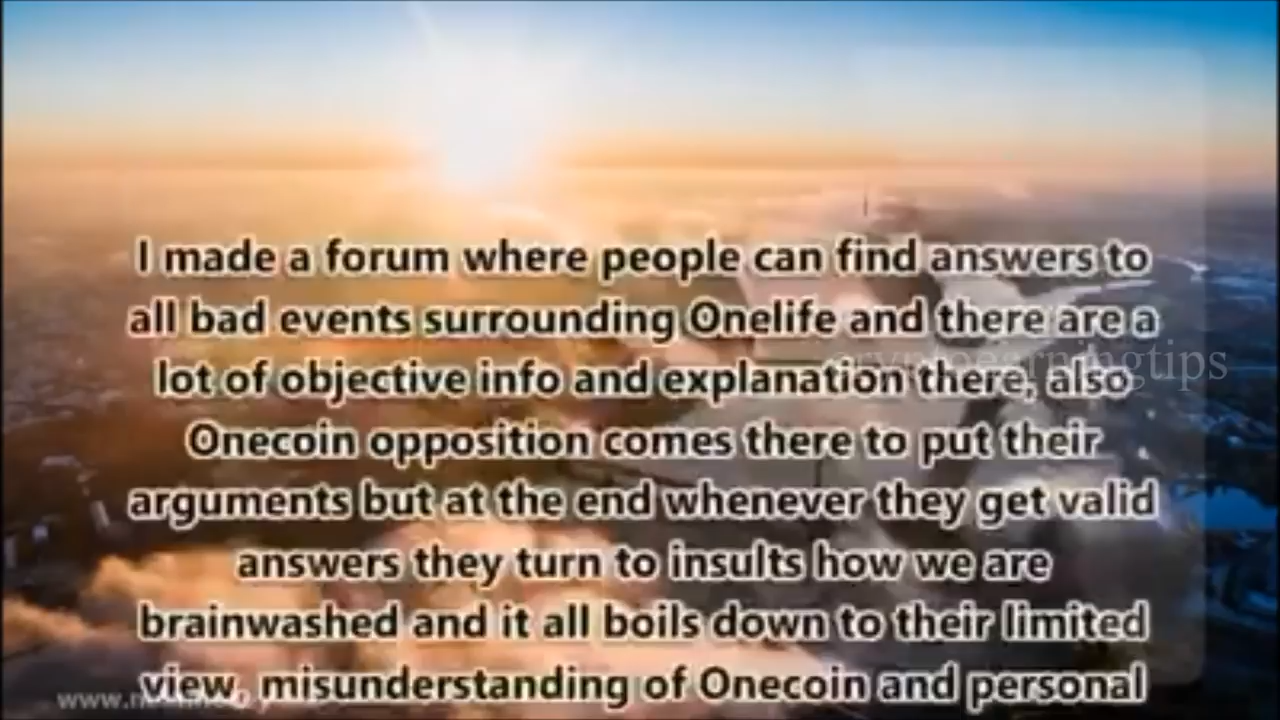 I made a forum where people can find answers to
all bad events surrounding Onelife and there are a
lot of objective info and explanation there, also
cryptoearningtips
Onecoin opposition comes there to put their
arguments but at the end whenever they get valid
answers they turn to insults how we are
brainwashed and it all boils down to their limited
view, misunderstanding of Onecoin and personal